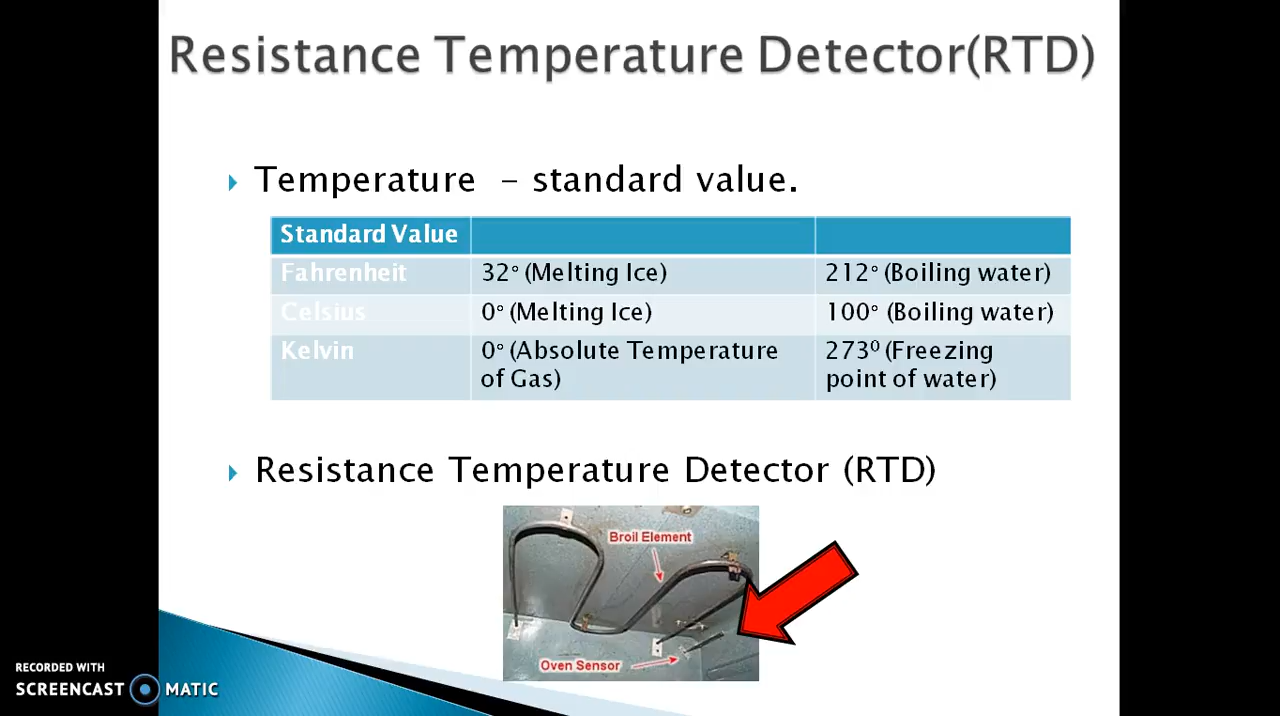 Resistance Temperature Detector(RTD)
Temperature – standard value.
Standard Value
Fahrenheit 32° (Melting Ice) 212° (Boiling water)
Celsius 0° (Melting Ice) 100° (Boiling water)
Kelvin 0° (Absolute Temperature 273⁰ (Freezing
of Gas) point of water)
Resistance Temperature Detector (RTD)
Broil Element
Oven Sensor
RECORDED WITH
SCREENCAST MATIC